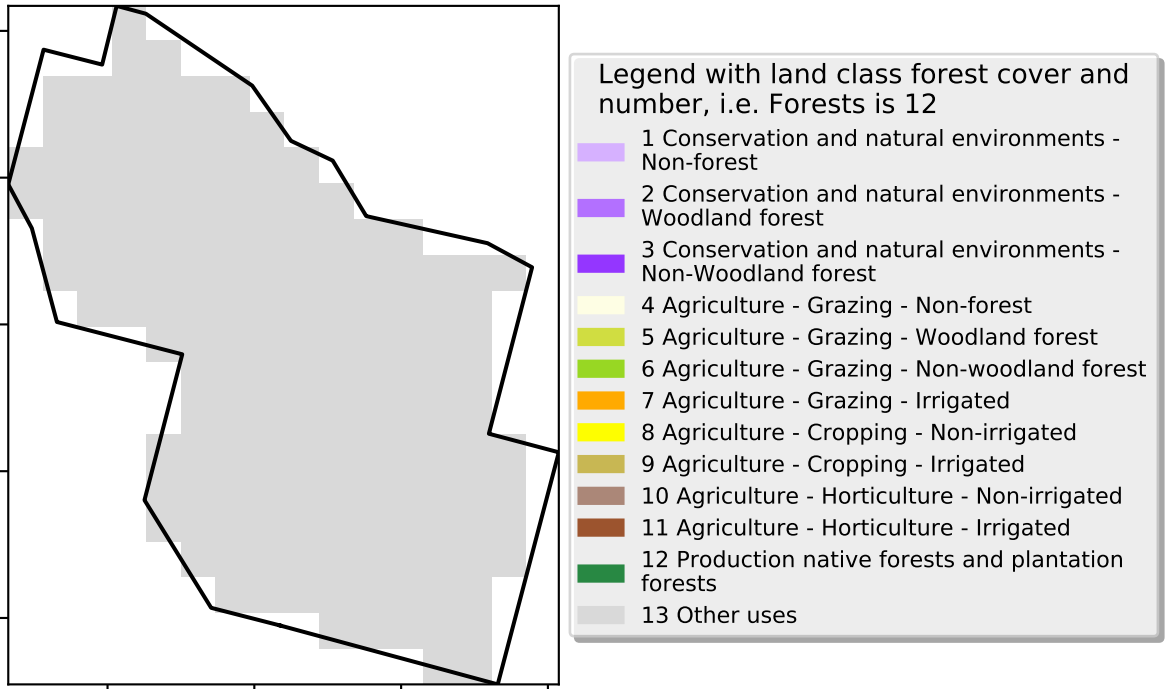 Legend with land class forest cover and
number, i.e. Forests is 12
1 Conservation and natural environments -
Non-forest
2 Conservation and natural environments -
Woodland forest
3 Conservation and natural environments -
Non-Woodland forest
4 Agriculture - Grazing - Non-forest
5 Agriculture - Grazing - Woodland forest
6 Agriculture - Grazing - Non-woodland forest
7 Agriculture - Grazing - Irrigated
8 Agriculture - Cropping - Non-irrigated
9 Agriculture - Cropping - Irrigated
10 Agriculture - Horticulture - Non-irrigated
11 Agriculture - Horticulture - Irrigated
12 Production native forests and plantation
forests
13 Other uses